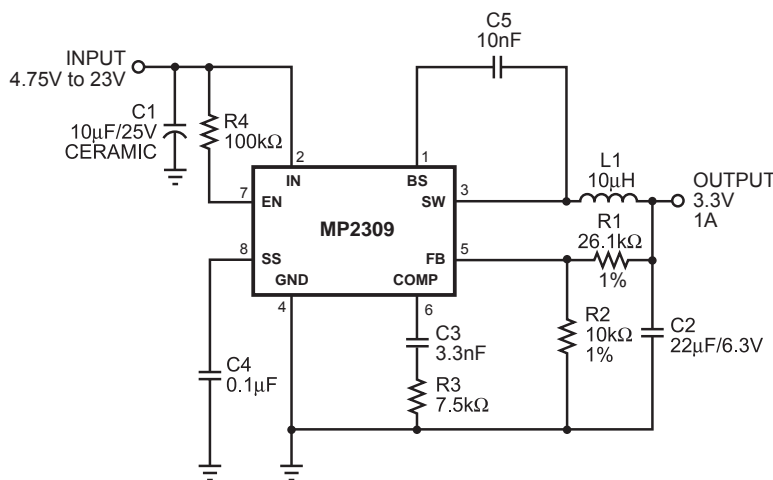 C5
10nF
INPUT
4.75V to 23V
C1
10µF/25V
CERAMIC
R4
100kΩ
2
1
IN
BS
L1
10µH
OUTPUT
3.3V
1A
7
EN
SW
3
MP2309
R1
26.1kΩ
1%
8
SS
FB
5
GND
COMP
4
6
C3
3.3nF
R2
10kΩ
1%
C2
22µF/6.3V
C4
0.1µF
R3
7.5kΩ